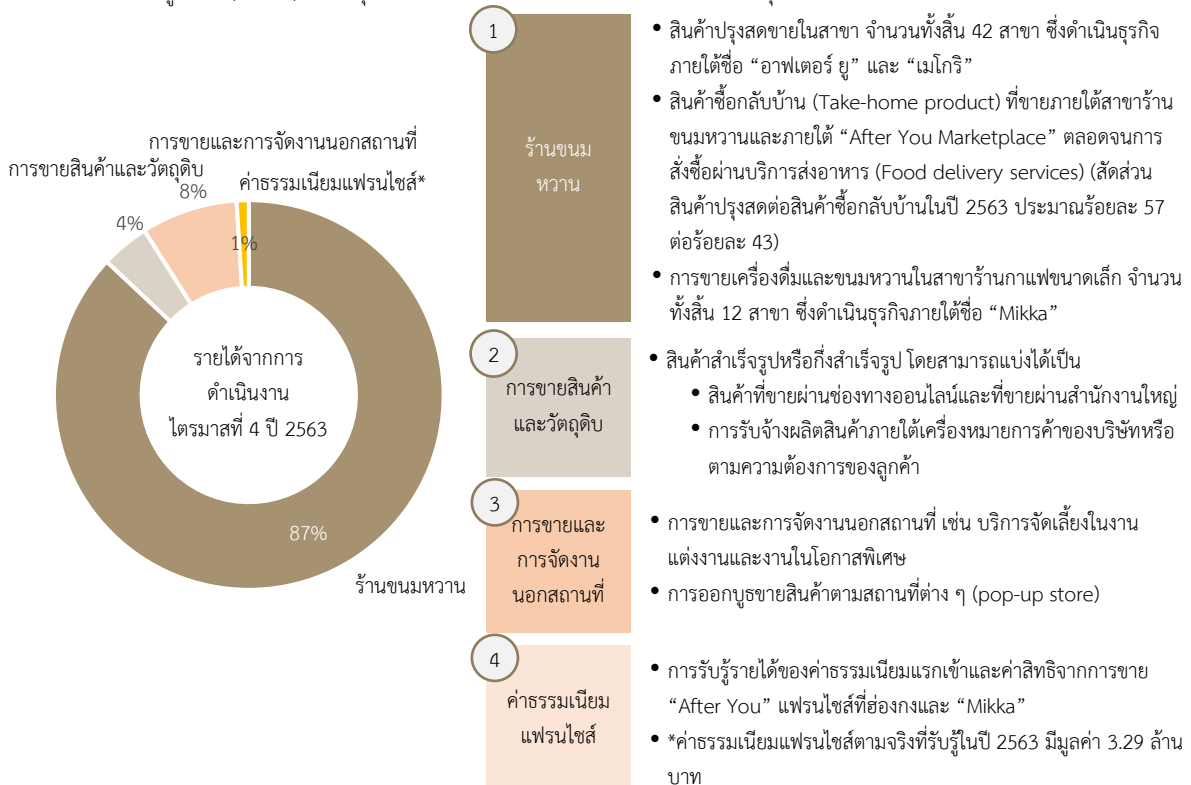 การขายและการจัดงานนอกสถานที่
การขายสินค้าและวัตถุดิบ
8%
ค่าธรรมเนียมแฟรนไชส์*
4%
1%
รายได้จากการ
ดำเนินงาน
ไตรมาสที่ 4 ปี 2563
87%
ร้านขนมหวาน
1
ร้านขนม
หวาน
• สินค้าปรุงสดขายในสาขา จำนวนทั้งสิ้น 42 สาขา ซึ่งดำเนินธุรกิจ
ภายใต้ชื่อ “อาฟเตอร์ ยู” และ “เมโกริ”
• สินค้าซื้อกลับบ้าน (Take-home product) ที่ขายภายใต้สาขาร้าน
ขนมหวานและภายใต้ “After You Marketplace” ตลอดจนการ
สั่งซื้อผ่านบริการส่งอาหาร (Food delivery services) (สัดส่วน
สินค้าปรุงสดต่อสินค้าซื้อกลับบ้านในปี 2563 ประมาณร้อยละ 57
ต่อร้อยละ 43)
• การขายเครื่องดื่มและขนมหวานในสาขาร้านกาแฟขนาดเล็ก จำนวน
ทั้งสิ้น 12 สาขา ซึ่งดำเนินธุรกิจภายใต้ชื่อ “Mikka”
2
การขายสินค้า
และวัตถุดิบ
• สินค้าสำเร็จรูปหรือกึ่งสำเร็จรูป โดยสามารถแบ่งได้เป็น
• สินค้าที่ขายผ่านช่องทางออนไลน์และที่ขายผ่านสำนักงานใหญ่
• การรับจ้างผลิตสินค้าภายใต้เครื่องหมายการค้าของบริษัทหรือ
ตามความต้องการของลูกค้า
3
การขายและ
การจัดงาน
นอกสถานที่
• การขายและการจัดงานนอกสถานที่ เช่น บริการจัดเลี้ยงในงาน
แต่งงานและงานในโอกาสพิเศษ
• การออกบูธขายสินค้าตามสถานที่ต่าง ๆ (pop-up store)
4
ค่าธรรมเนียม
แฟรนไชส์
• การรับรู้รายได้ของค่าธรรมเนียมแรกเข้าและค่าสิทธิจากการขาย
“After You” แฟรนไชส์ที่ฮ่องกงและ “Mikka”
• *ค่าธรรมเนียมแฟรนไชส์ตามจริงที่รับรู้ในปี 2563 มีมูลค่า 3.29 ล้าน
บาท